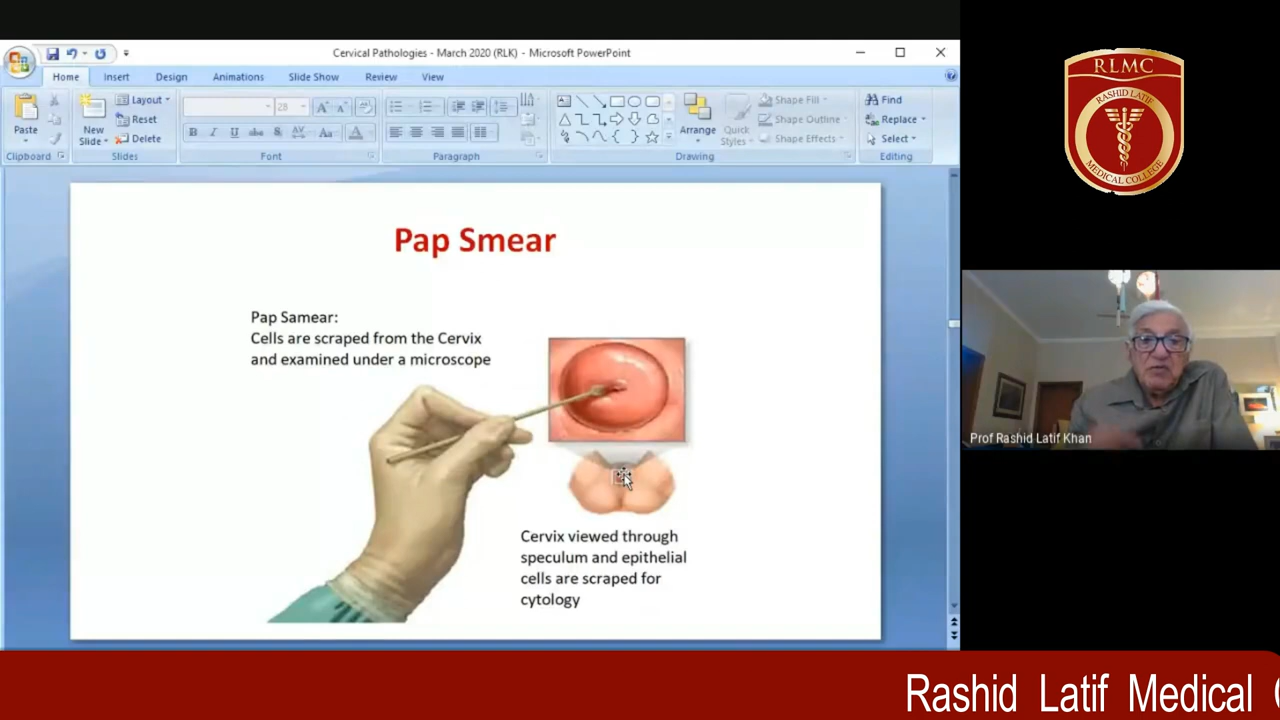 Cervical Pathologies - March 2020 (RLK) - Microsoft PowerPoint
Home Insert Design Animations Slide Show Review View
Paste
New
Slide
Layout
Reset
Delete
28
B I U abc S AV Aa A
Arrange
Quick
Styles
Shape Fill
Shape Outline
Shape Effects
Find
Replace
Select
Clipboard Slides Font Paragraph Drawing Editing
Pap Smear
Pap Samear:
Cells are scraped from the Cervix
and examined under a microscope
Cervix viewed through
speculum and epithelial
cells are scraped for
cytology
RLMC
RASHID LATIF
MEDICAL COLLEGE
Prof Rashid Latif Khan
Rashid Latif Medical